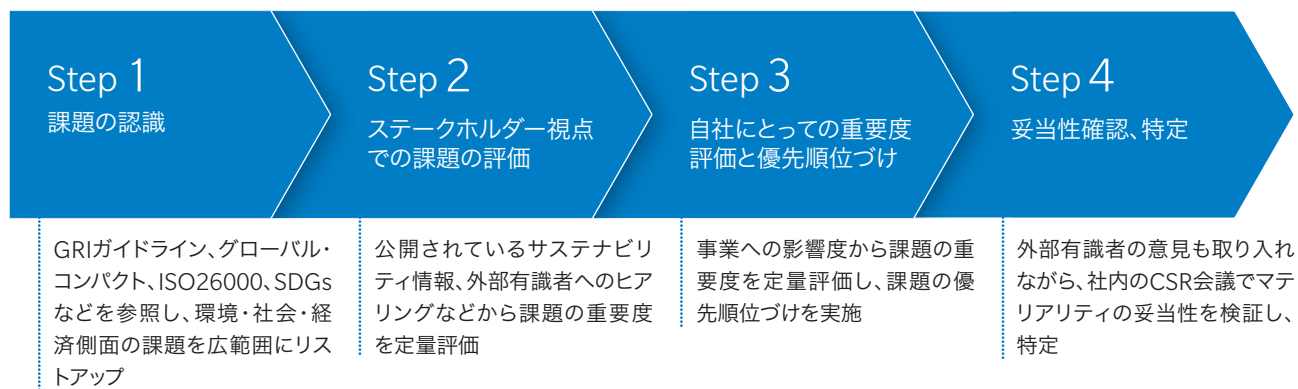 Step 1
課題の認識
Step 2
ステークホルダー視点
での課題の評価
Step 3
自社にとっての重要度
評価と優先順位づけ
Step 4
妥当性確認、特定
GRIガイドライン、グローバル・
コンパクト、ISO26000、SDGs
などを参照し、環境・社会・経
済側面の課題を広範囲にリス
トアップ
公開されているサステナビリ
ティ情報、外部有識者へのヒア
リングなどから課題の重要度
を定量評価
事業への影響度から課題の重
要度を定量評価し、課題の優
先順位づけを実施
外部有識者の意見も取り入れ
ながら、社内のCSR会議でマテ
リアリティの妥当性を検証し、
特定